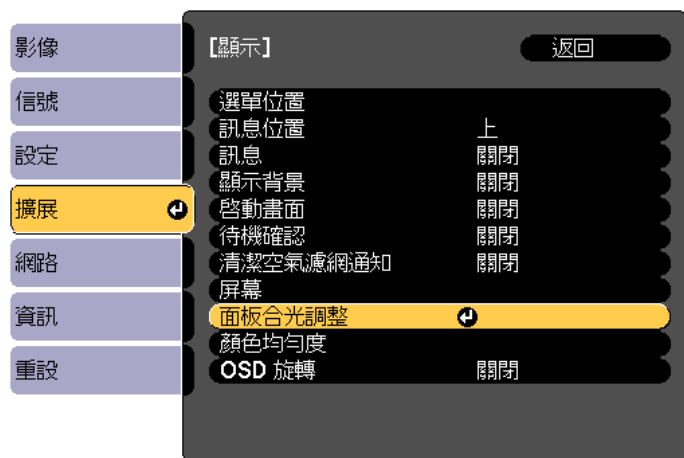 影像
信號
設定
擴展
網路
資訊
重設
[顯示]
返回
選單位置
訊息位置 上
訊息 關閉
顯示背景 關閉
啓動畫面 關閉
待機確認 關閉
清潔空氣濾網通知 關閉
屏幕
面板合光調整
顏色均勻度
OSD 旋轉 關閉